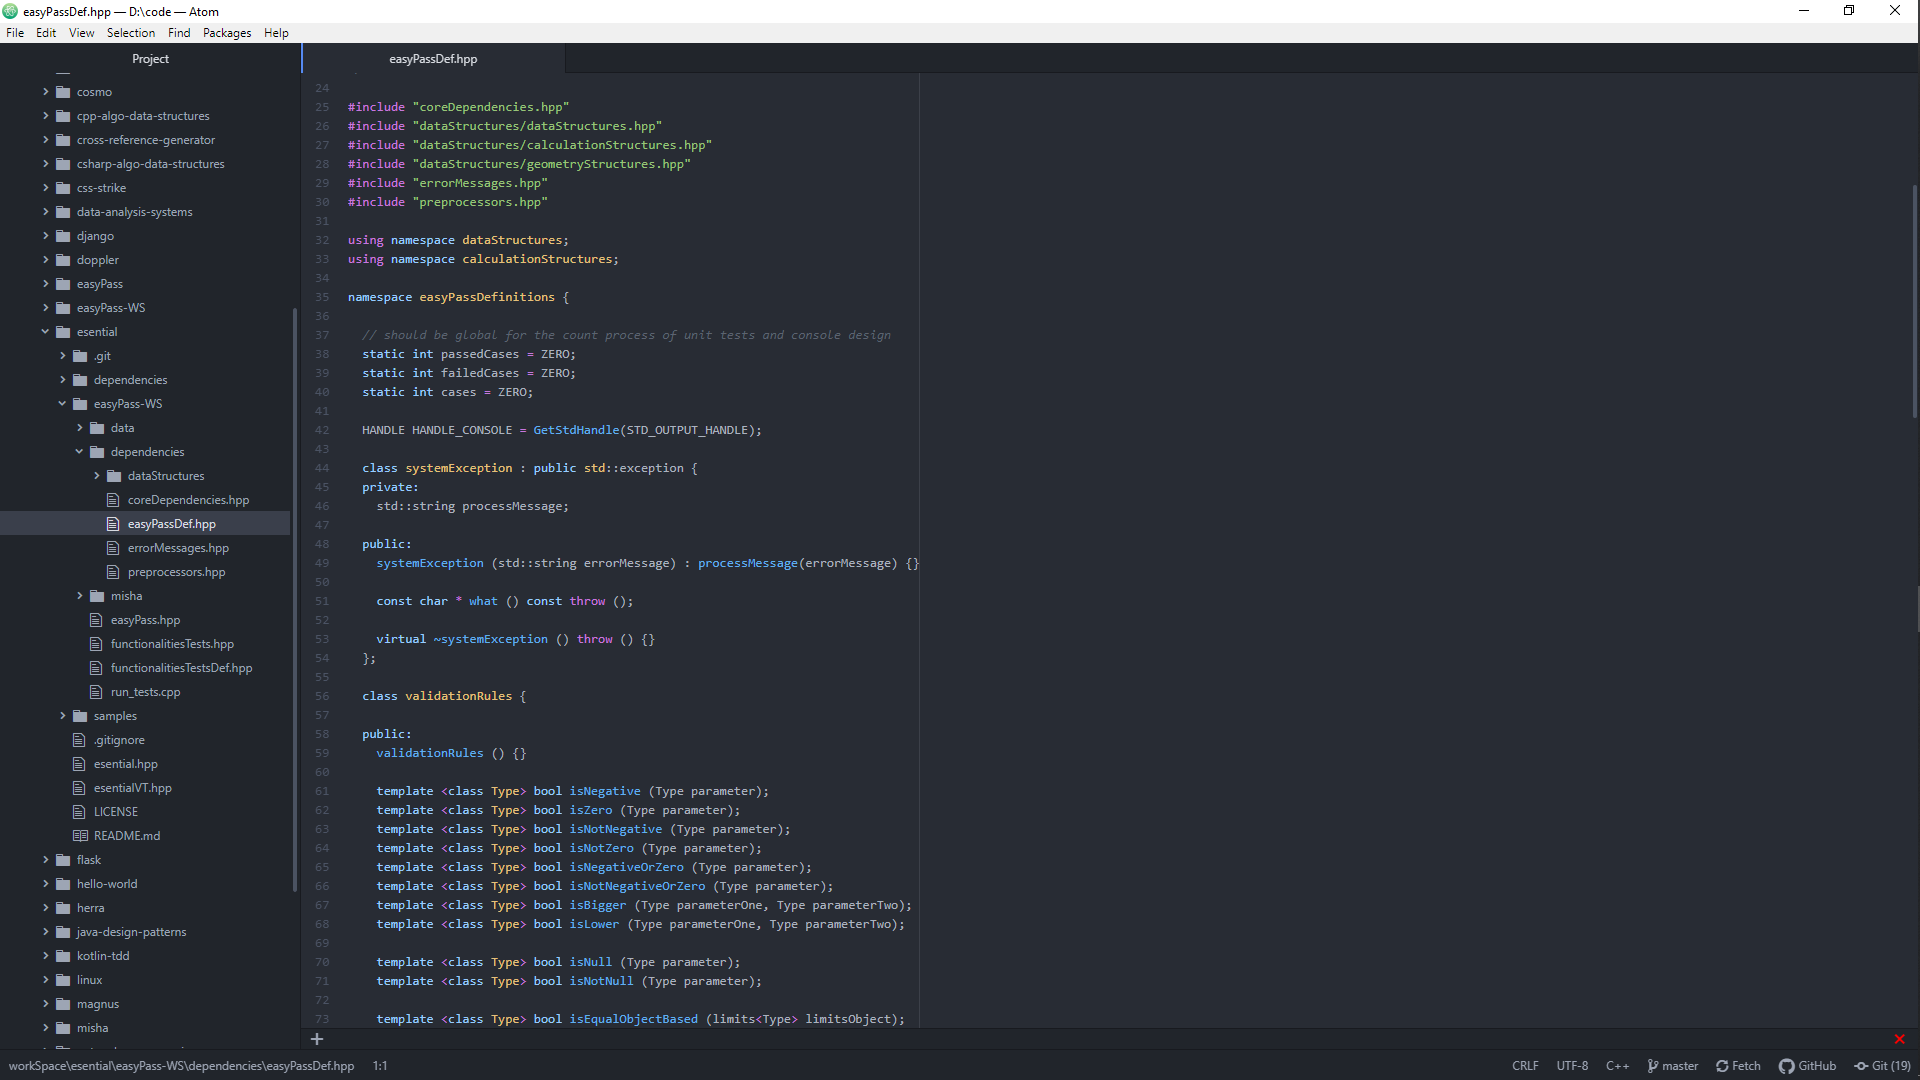 easyPassDef.hpp — D:\code — Atom
File Edit View Selection Find Packages Help
Project
cosmo
cpp-algo-data-structures
cross-reference-generator
csharp-algo-data-structures
css-strike
data-analysis-systems
django
doppler
easyPass
easyPass-WS
esential
.git
dependencies
easyPass-WS
data
dependencies
dataStructures
coreDependencies.hpp
easyPassDef.hpp
errorMessages.hpp
preprocessors.hpp
misha
easyPass.hpp
functionalitiesTests.hpp
functionalitiesTestsDef.hpp
run_tests.cpp
samples
.gitignore
esential.hpp
esentialVT.hpp
LICENSE
README.md
flask
hello-world
herra
java-design-patterns
kotlin-tdd
linux
magnus
misha
easyPassDef.hpp
24
25 #include "coreDependencies.hpp"
26 #include "dataStructures/dataStructures.hpp"
27 #include "dataStructures/calculationStructures.hpp"
28 #include "dataStructures/geometryStructures.hpp"
29 #include "errorMessages.hpp"
30 #include "preprocessors.hpp"
31
32 using namespace dataStructures;
33 using namespace calculationStructures;
34
35 namespace easyPassDefinitions {
36
37 // should be global for the count process of unit tests and console design
38 static int passedCases = ZERO;
39 static int failedCases = ZERO;
40 static int cases = ZERO;
41
42 HANDLE HANDLE_CONSOLE = GetStdHandle(STD_OUTPUT_HANDLE);
43
44 class systemException : public std::exception {
45 private:
46 std::string processMessage;
47
48 public:
49 systemException (std::string errorMessage) : processMessage(errorMessage) {}
50
51 const char * what () const throw ();
52
53 virtual ~systemException () throw () {}
54 };
55
56 class validationRules {
57
58 public:
59 validationRules () {}
60
61 template <class Type> bool isNegative (Type parameter);
62 template <class Type> bool isZero (Type parameter);
63 template <class Type> bool isNotNegative (Type parameter);
64 template <class Type> bool isNotZero (Type parameter);
65 template <class Type> bool isNegativeOrZero (Type parameter);
66 template <class Type> bool isNotNegativeOrZero (Type parameter);
67 template <class Type> bool isBigger (Type parameterOne, Type parameterTwo);
68 template <class Type> bool isLower (Type parameterOne, Type parameterTwo);
69
70 template <class Type> bool isNull (Type parameter);
71 template <class Type> bool isNotNull (Type parameter);
72
73 template <class Type> bool isEqualObjectBased (limits<Type> limitsObject);
workSpace\esential\easyPass-WS\dependencies\easyPassDef.hpp 1:1
CRLF UTF-8 C++ master Fetch GitHub Git (19)